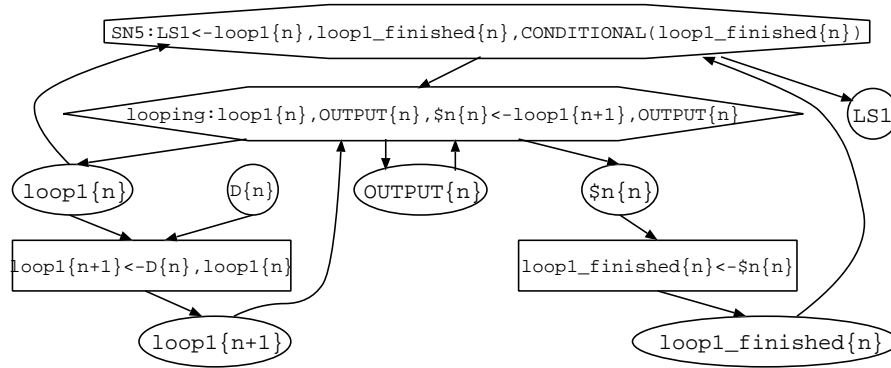 SN5:LS1<-loop1{n},loop1_finished{n},CONDITIONAL(loop1_finished{n})
looping:loop1{n},OUTPUT{n},$n{n}<-loop1{n+1},OUTPUT{n}
LS1
loop1{n}
D{n}
OUTPUT{n}
$n{n}
loop1{n+1}<-D{n},loop1{n}
loop1_finished{n}<-$n{n}
loop1{n+1}
loop1_finished{n}